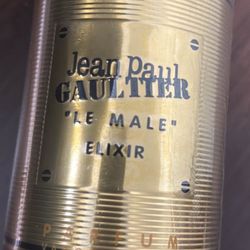 Jean Paul
GAULTIER
"LE MALE"
ELIXIR
PARFUM